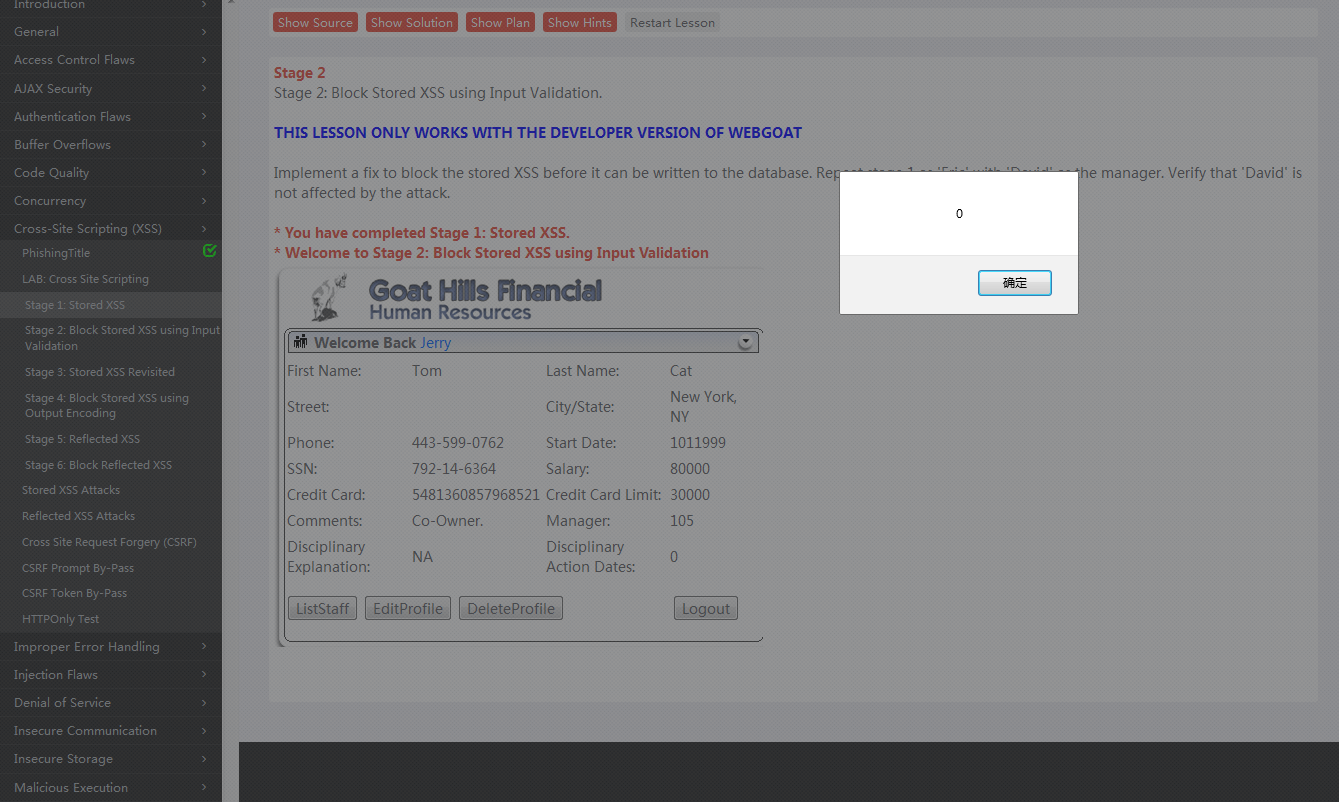 Introduction
General
Access Control Flaws
AJAX Security
Authentication Flaws
Buffer Overflows
Code Quality
Concurrency
Cross-Site Scripting (XSS)
PhishingTitle
LAB: Cross Site Scripting
Stage 1: Stored XSS
Stage 2: Block Stored XSS using Input
Validation
Stage 3: Stored XSS Revisited
Stage 4: Block Stored XSS using
Output Encoding
Stage 5: Reflected XSS
Stage 6: Block Reflected XSS
Stored XSS Attacks
Reflected XSS Attacks
Cross Site Request Forgery (CSRF)
CSRF Prompt By-Pass
CSRF Token By-Pass
HTTPOnly Test
Improper Error Handling
Injection Flaws
Denial of Service
Insecure Communication
Insecure Storage
Malicious Execution
Show Source Show Solution Show Plan Show Hints Restart Lesson
Stage 2
Stage 2: Block Stored XSS using Input Validation.
THIS LESSON ONLY WORKS WITH THE DEVELOPER VERSION OF WEBGOAT
Implement a fix to block the stored XSS before it can be written to the database. Repeat stage 1 as 'Eric' with 'David' as the manager. Verify that 'David' is
not affected by the attack.
* You have completed Stage 1: Stored XSS.
* Welcome to Stage 2: Block Stored XSS using Input Validation
Goat Hills Financial
Human Resources
Welcome Back Jerry
First Name: Tom Last Name: Cat
Street: City/State: New York,
NY
Phone: 443-599-0762 Start Date: 1011999
SSN: 792-14-6364 Salary: 80000
Credit Card: 5481360857968521 Credit Card Limit: 30000
Comments: Co-Owner. Manager: 105
Disciplinary
Explanation: NA Disciplinary
Action Dates: 0
ListStaff EditProfile DeleteProfile Logout
0
确定